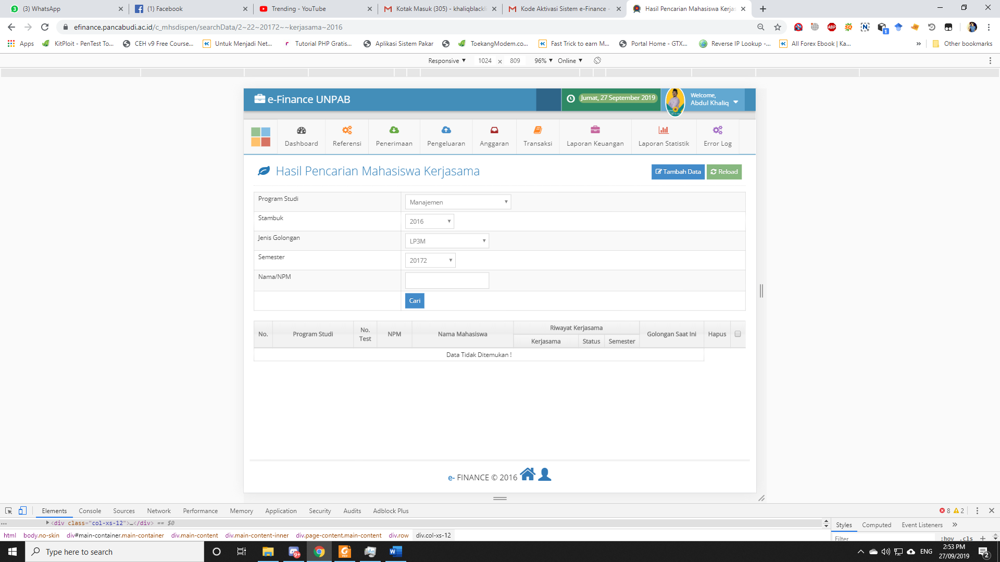 (3) WhatsApp
(1) Facebook
Trending - YouTube
Kotak Masuk (305) - khaliqblackli
Kode Aktivasi Sistem e-Finance -
Hasil Pencarian Mahasiswa Kerjas
efinance.pancabudi.ac.id/c_mhsdispen/searchData/2~22~20172~~kerjasama~2016
Apps
KitPloit - PenTest To...
CEH v9 Free Course...
Untuk Menjadi Net...
Tutorial PHP Gratis...
Aplikasi Sistem Pakar
ToekangModem.co...
Fast Trick to earn M...
Portal Home - GTX...
Reverse IP Lookup -...
All Forex Ebook | Ka...
» Other bookmarks
Responsive ▼ 1024 x 809 96% ▼ Online ▼
e-Finance UNPAB
Jumat, 27 September 2019
Welcome,
Abdul Khaliq
Dashboard
Referensi
Penerimaan
Pengeluaran
Anggaran
Transaksi
Laporan Keuangan
Laporan Statistik
Error Log
Hasil Pencarian Mahasiswa Kerjasama
Tambah Data
Reload
Program Studi
Manajemen
Stambuk
2016
Jenis Golongan
LP3M
Semester
20172
Nama/NPM
Cari
No.
Program Studi
No. Test
NPM
Nama Mahasiswa
Riwayat Kerjasama
Kerjasama
Status
Semester
Golongan Saat Ini
Hapus
Data Tidak Ditemukan !
e- FINANCE © 2016
Elements
Console
Sources
Network
Performance
Memory
Application
Security
Audits
Adblock Plus
8
2
... <div class="col-xs-12">…</div> == $0
Styles
Computed
Event Listeners
»
html body.no-skin div#main-container.main-container div.main-content div.main-content-inner div.page-content.main-content div.row div.col-xs-12
Filter
:hov .cls +
Type here to search
ENG
2:53 PM
27/09/2019
2